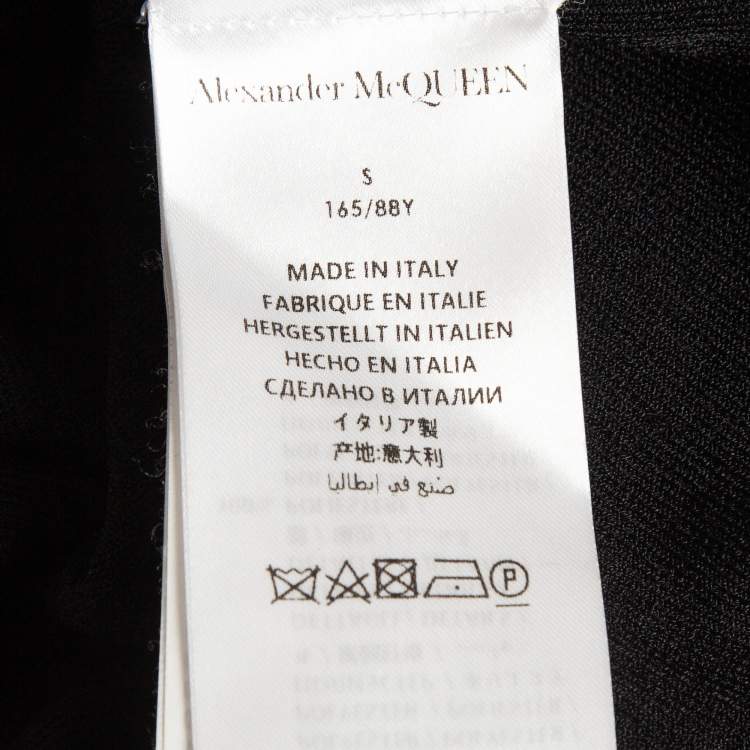 Alexander McQUEEN
S
165/88Y
MADE IN ITALY
FABRIQUE EN ITALIE
HERGESTELLT IN ITALIEN
HECHO EN ITALIA
СДЕЛАНО В ИТАЛИИ
イタリア製
产地:意大利
صنع في إيطاليا
P